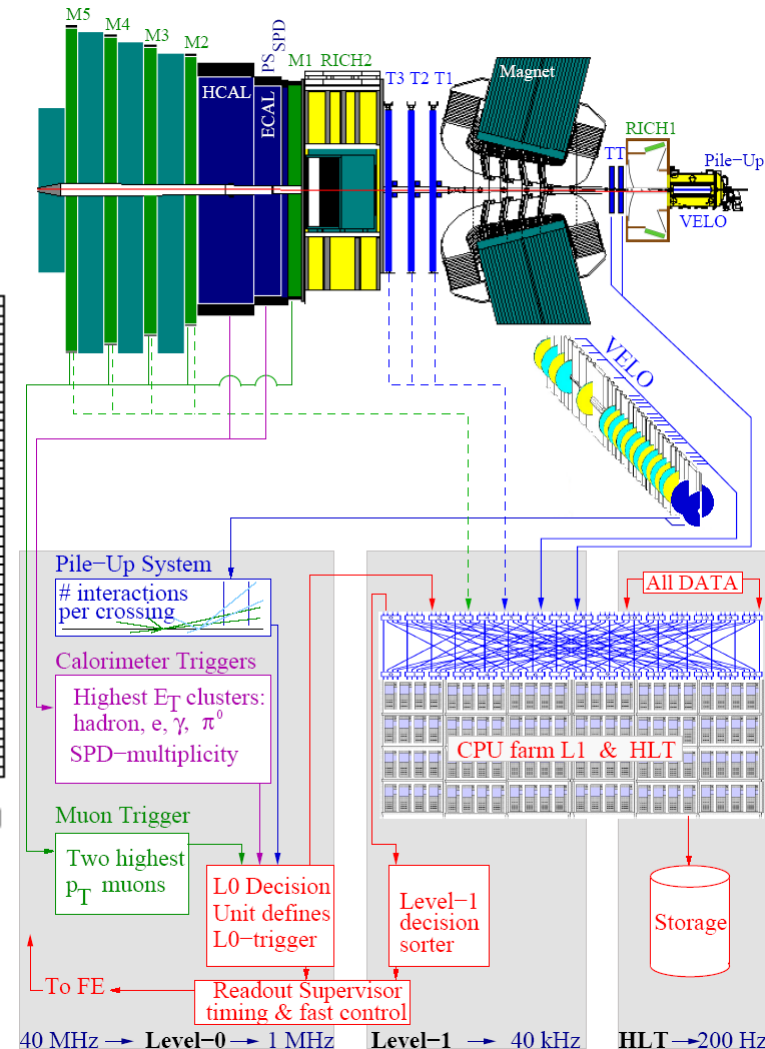 M5
M4
M3
M2
PS
SPD
M1
RICH2
T3
T2
T1
HCAL
ECAL
Magnet
RICH1
TT
Pile-Up
VELO
VELO
Pile-Up System
# interactions
per crossing
Calorimeter Triggers
Highest E_T clusters:
hadron, e, γ, π⁰
SPD-multiplicity
Muon Trigger
Two highest
p_T muons
L0 Decision
Unit defines
L0-trigger
All DATA
CPU farm L1 & HLT
Level-1
decision
sorter
Storage
To FE
Readout Supervisor
timing & fast control
40 MHz → Level-0 → 1 MHz
Level-1 → 40 kHz
HLT → 200 Hz